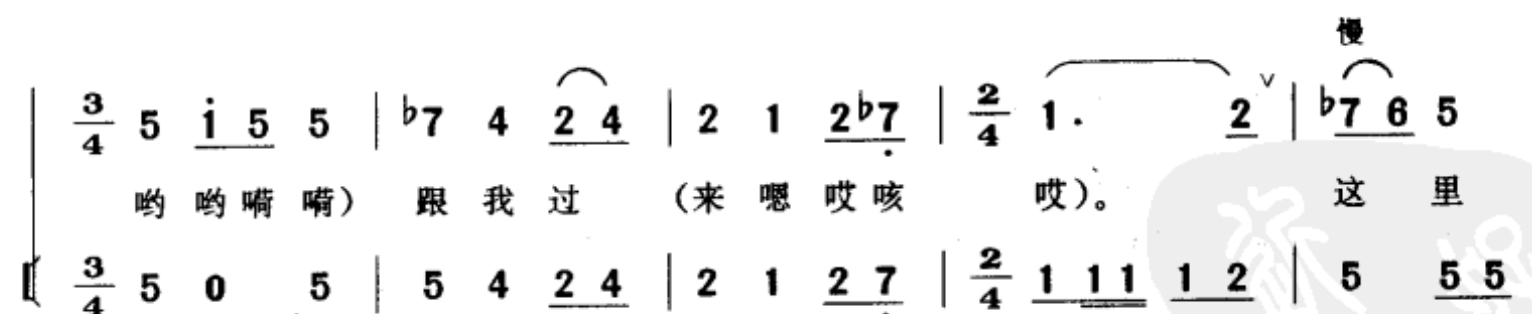 慢
3/4 5 i 5 5 | ♭7 4 2 4 | 2 1 2 ♭7 | 2/4 1. 2 ∨ | ♭7 6 5
哟 哟 嗬 嗬） 跟 我 过 （来 嗯 哎 咳 哎）。 这 里
3/4 5 0 5 | 5 4 2 4 | 2 1 2 7 | 2/4 1 1 1 1 2 | 5 5 5